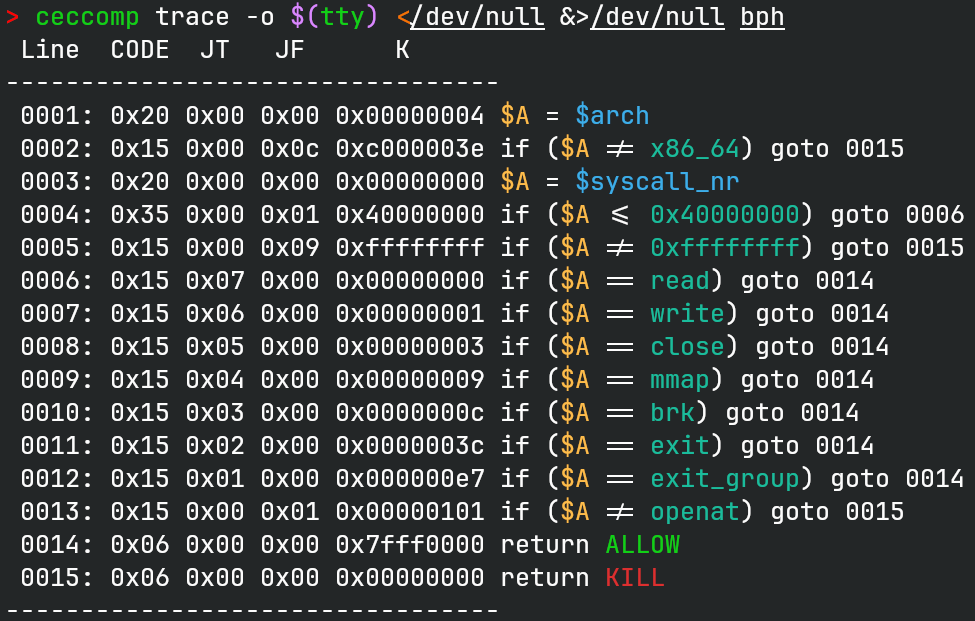 > ceccomp trace -o $(tty) </dev/null &>/dev/null bph
Line CODE JT JF K
---------------------------------
0001: 0x20 0x00 0x00 0x00000004 $A = $arch
0002: 0x15 0x00 0x0c 0xc000003e if ($A != x86_64) goto 0015
0003: 0x20 0x00 0x00 0x00000000 $A = $syscall_nr
0004: 0x35 0x00 0x01 0x40000000 if ($A <= 0x40000000) goto 0006
0005: 0x15 0x00 0x09 0xffffffff if ($A != 0xffffffff) goto 0015
0006: 0x15 0x07 0x00 0x00000000 if ($A == read) goto 0014
0007: 0x15 0x06 0x00 0x00000001 if ($A == write) goto 0014
0008: 0x15 0x05 0x00 0x00000003 if ($A == close) goto 0014
0009: 0x15 0x04 0x00 0x00000009 if ($A == mmap) goto 0014
0010: 0x15 0x03 0x00 0x0000000c if ($A == brk) goto 0014
0011: 0x15 0x02 0x00 0x0000003c if ($A == exit) goto 0014
0012: 0x15 0x01 0x00 0x000000e7 if ($A == exit_group) goto 0014
0013: 0x15 0x00 0x01 0x00000101 if ($A != openat) goto 0015
0014: 0x06 0x00 0x00 0x7fff0000 return ALLOW
0015: 0x06 0x00 0x00 0x00000000 return KILL
---------------------------------